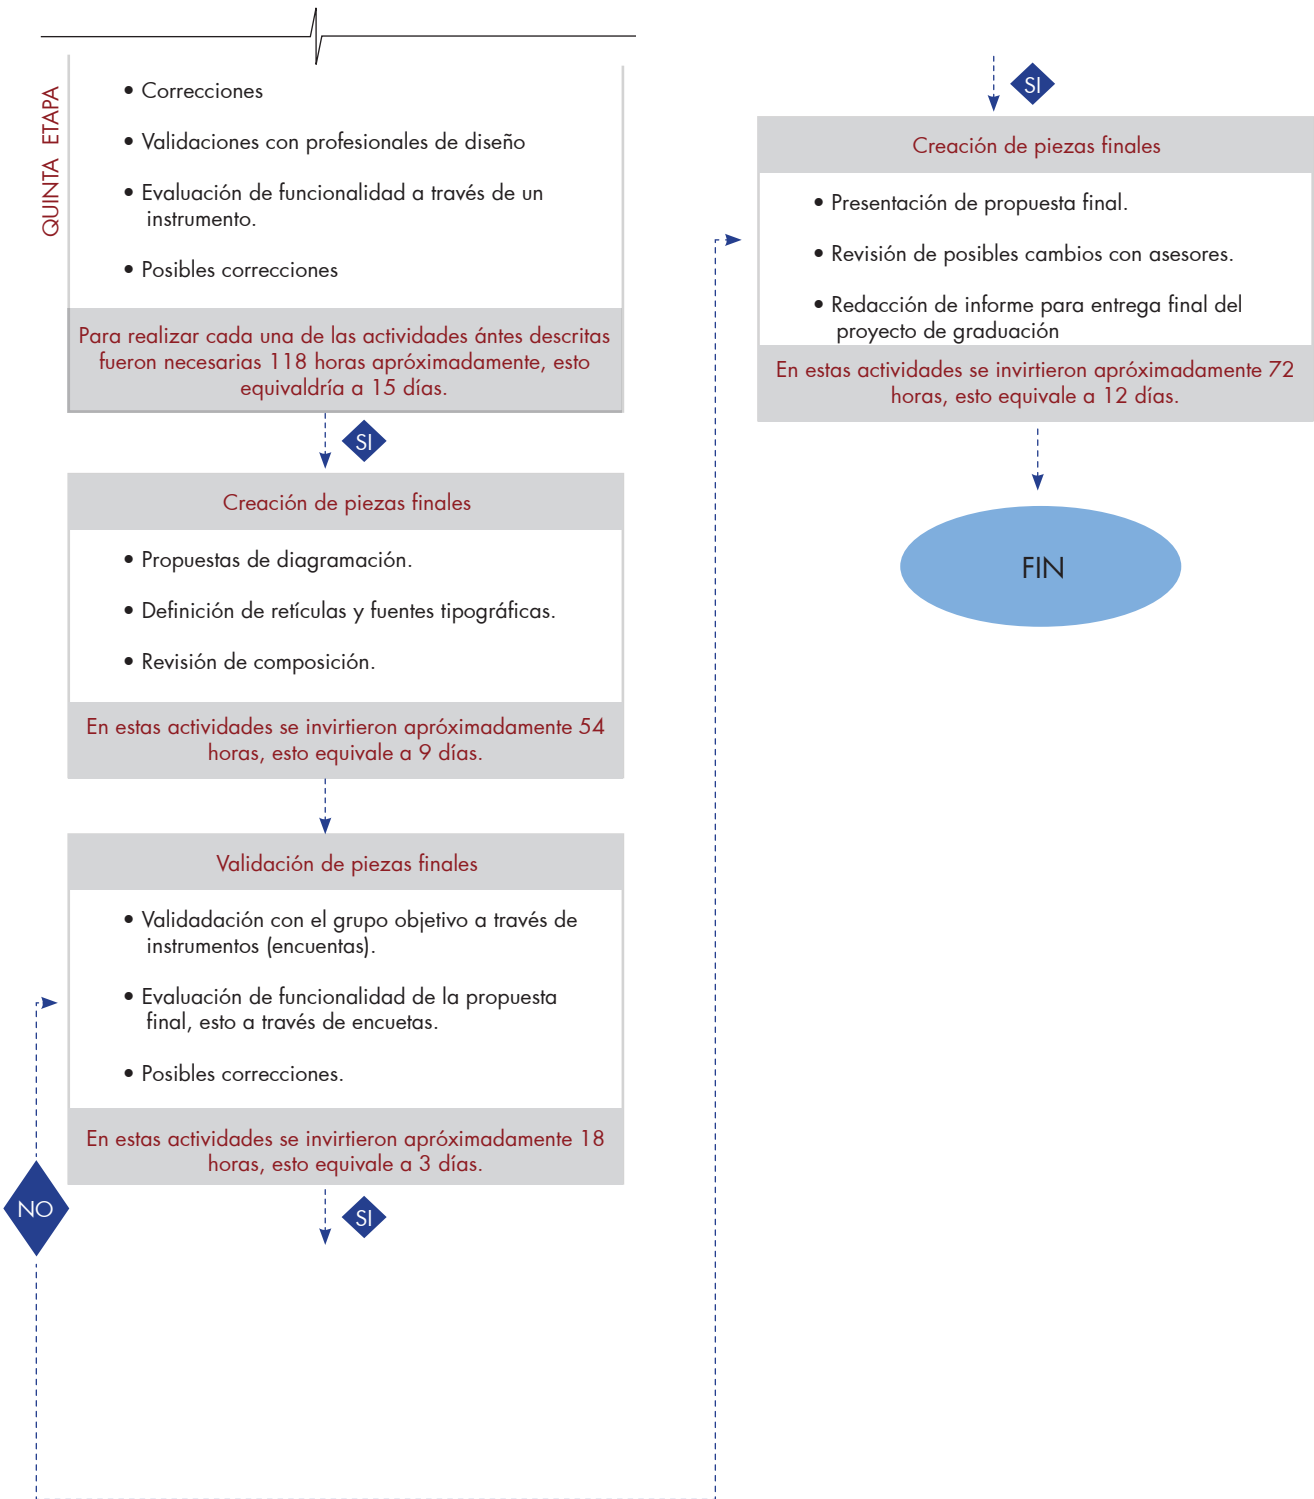 QUINTA ETAPA
• Correcciones
• Validaciones con profesionales de diseño
• Evaluación de funcionalidad a través de un
instrumento.
• Posibles correcciones
Para realizar cada una de las actividades ántes descritas
fueron necesarias 118 horas apróximadamente, esto
equivaldría a 15 días.
SI
Creación de piezas finales
• Propuestas de diagramación.
• Definición de retículas y fuentes tipográficas.
• Revisión de composición.
En estas actividades se invirtieron apróximadamente 54
horas, esto equivale a 9 días.
Validación de piezas finales
• Validadación con el grupo objetivo a través de
instrumentos (encuentas).
• Evaluación de funcionalidad de la propuesta
final, esto a través de encuetas.
• Posibles correcciones.
En estas actividades se invirtieron apróximadamente 18
horas, esto equivale a 3 días.
NO
SI
SI
Creación de piezas finales
• Presentación de propuesta final.
• Revisión de posibles cambios con asesores.
• Redacción de informe para entrega final del
proyecto de graduación
En estas actividades se invirtieron apróximadamente 72
horas, esto equivale a 12 días.
FIN